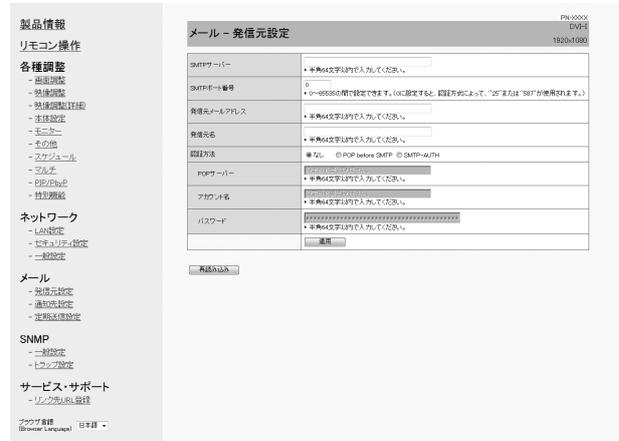 製品情報
リモコン操作
各種調整
- 画面調整
- 映像調整
- 映像調整(詳細)
- 本体設定
- モニター
- その他
- スケジュール
- マルチ
- PIP/PbyP
- 特別機能
ネットワーク
- LAN設定
- セキュリティ設定
- 一般設定
メール
- 発信元設定
- 通知先設定
- 定期送信設定
SNMP
- 一般設定
- トラップ設定
サービス・サポート
- リンク先URL登録
ブラウザ言語
(Browser Language)
日本語
PN-XXXX
DVI-I
1920x1080
メール – 発信元設定
SMTPサーバー
* 半角64文字以内で入力してください。
SMTPポート番号
0
* 0～65535の間で設定できます。(0に設定すると、認証方式によって、"25"または"587"が使用されます。)
発信元メールアドレス
* 半角64文字以内で入力してください。
発信元名
* 半角64文字以内で入力してください。
認証方法
なし POP before SMTP SMTP-AUTH
POPサーバー
* 半角64文字以内で入力してください。
アカウント名
* 半角64文字以内で入力してください。
パスワード
* 半角64文字以内で入力してください。
適用
再読み込み